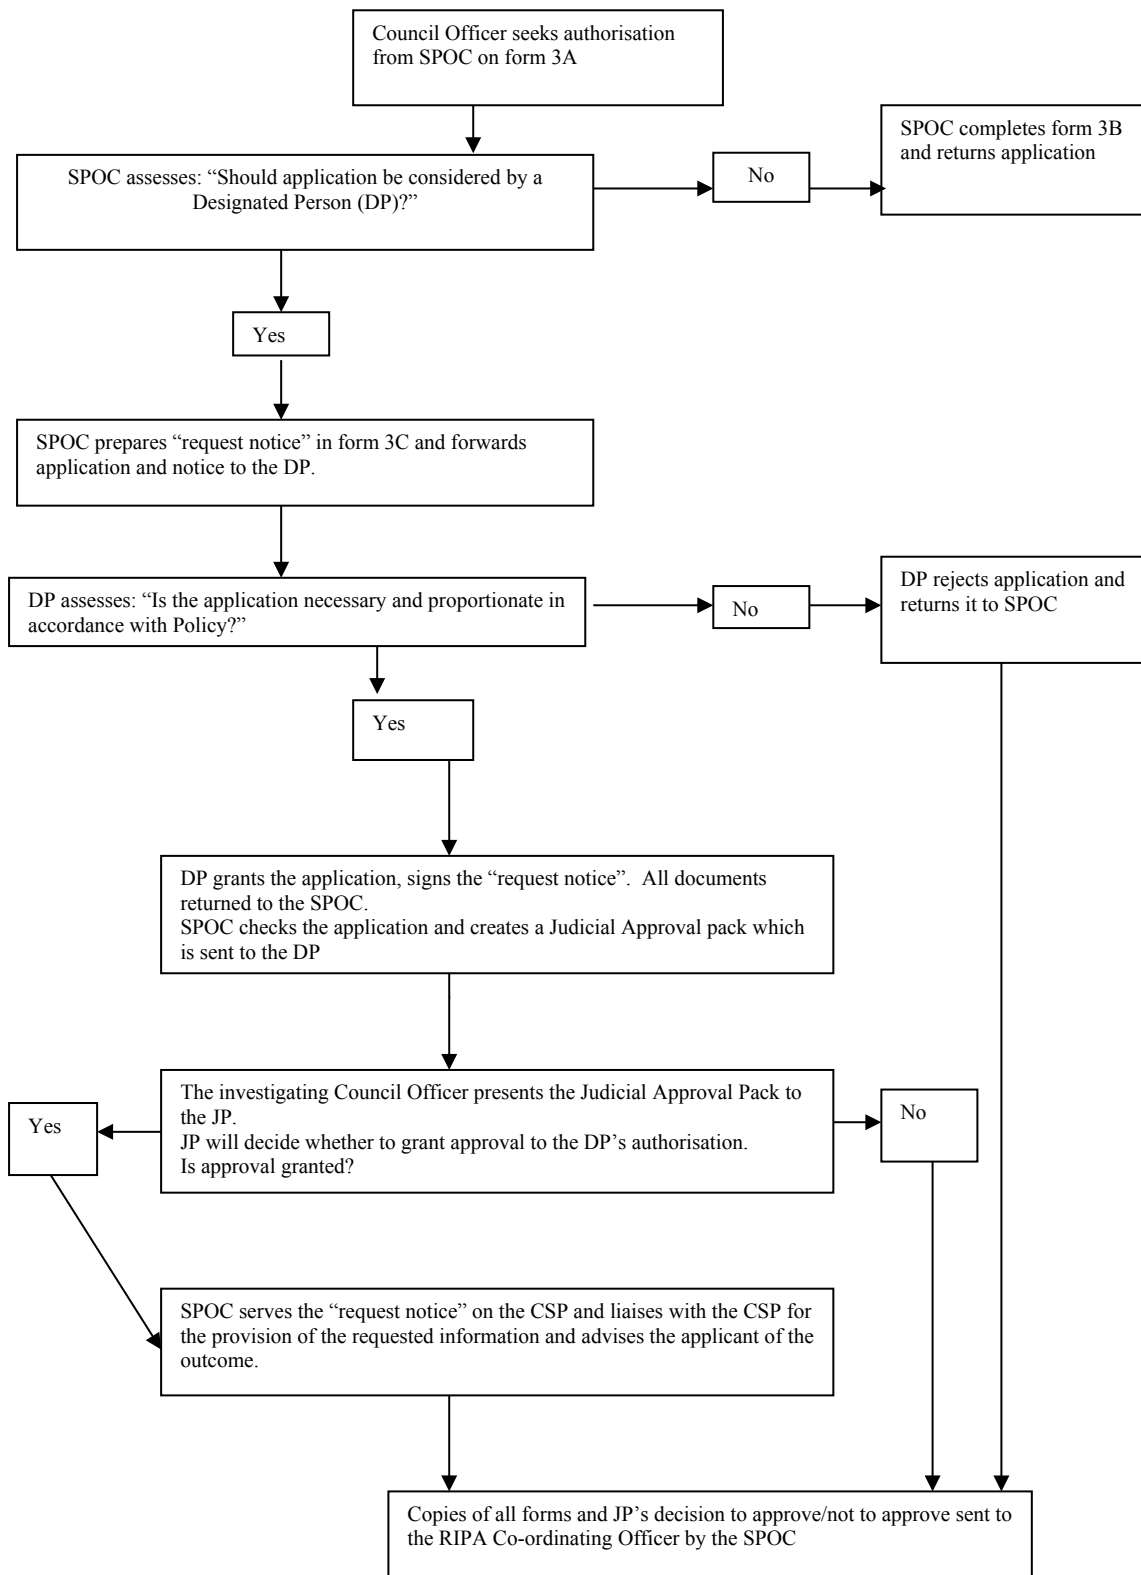 Council Officer seeks authorisation
from SPOC on form 3A
SPOC completes form 3B
and returns application
SPOC assesses: “Should application be considered by a
Designated Person (DP)?”
No
Yes
SPOC prepares “request notice” in form 3C and forwards
application and notice to the DP.
DP assesses: “Is the application necessary and proportionate in
accordance with Policy?”
No
DP rejects application and
returns it to SPOC
Yes
DP grants the application, signs the “request notice”.  All documents
returned to the SPOC.
SPOC checks the application and creates a Judicial Approval pack which
is sent to the DP
The investigating Council Officer presents the Judicial Approval Pack to
the JP.
JP will decide whether to grant approval to the DP’s authorisation.
Is approval granted?
Yes
No
SPOC serves the “request notice” on the CSP and liaises with the CSP for
the provision of the requested information and advises the applicant of the
outcome.
Copies of all forms and JP’s decision to approve/not to approve sent to
the RIPA Co-ordinating Officer by the SPOC